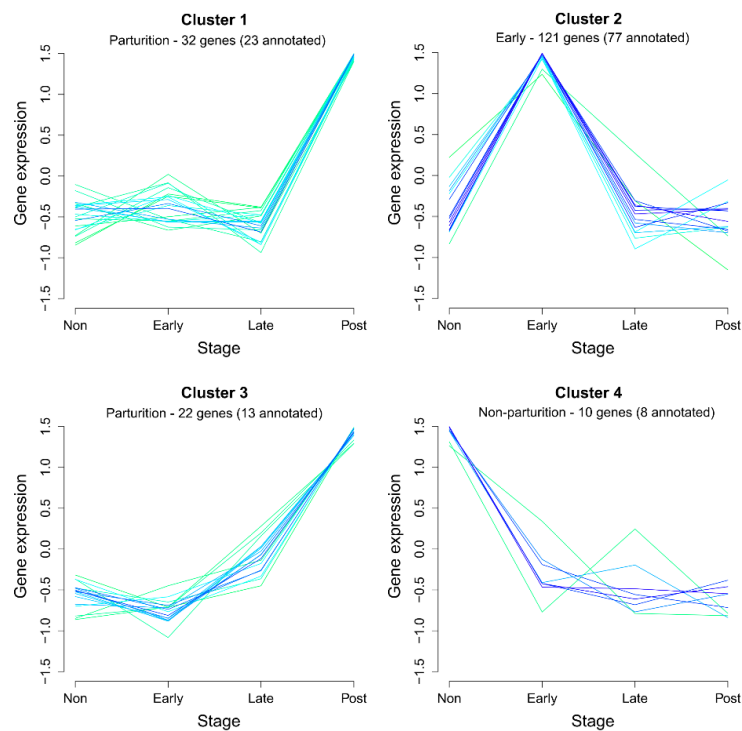 Cluster 1
Parturition - 32 genes (23 annotated)
Gene expression
1.5
1.0
0.5
0.0
−0.5
−1.0
−1.5
Non
Early
Late
Post
Stage
Cluster 2
Early - 121 genes (77 annotated)
Gene expression
1.5
1.0
0.5
0.0
−0.5
−1.0
−1.5
Non
Early
Late
Post
Stage
Cluster 3
Parturition - 22 genes (13 annotated)
Gene expression
1.5
1.0
0.5
0.0
−0.5
−1.0
−1.5
Non
Early
Late
Post
Stage
Cluster 4
Non-parturition - 10 genes (8 annotated)
Gene expression
1.5
1.0
0.5
0.0
−0.5
−1.0
−1.5
Non
Early
Late
Post
Stage